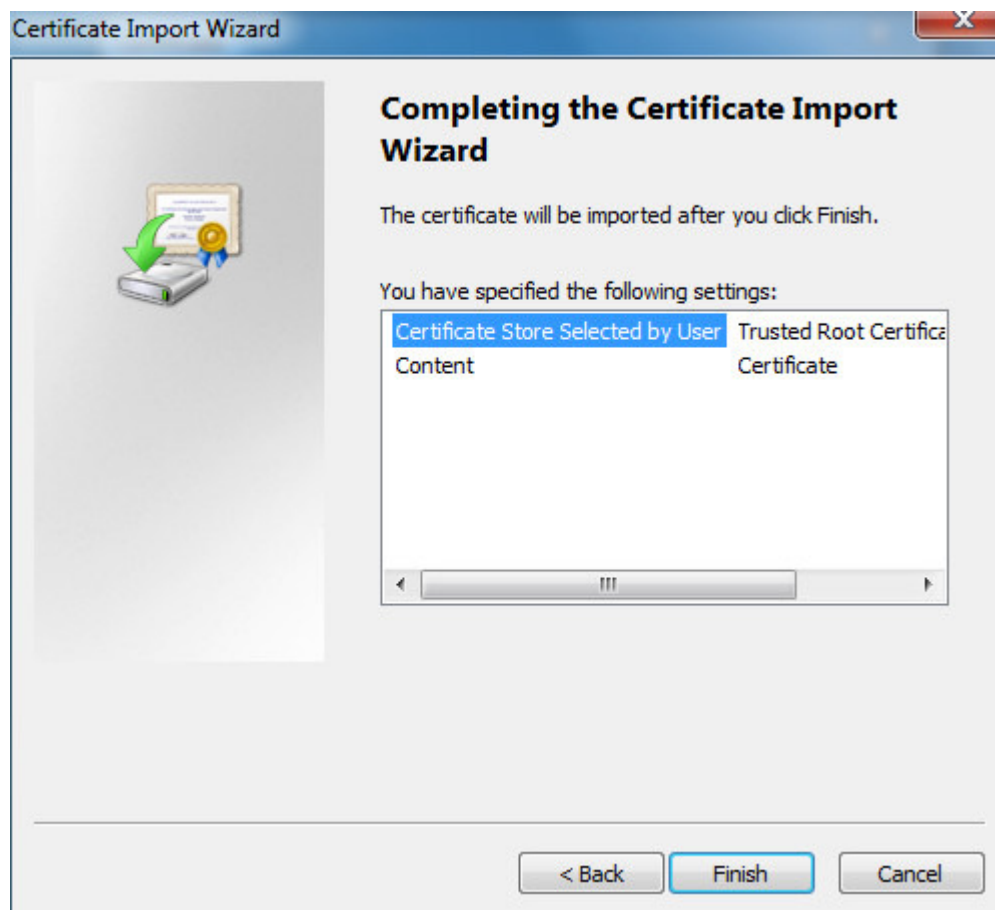 Certificate Import Wizard
Completing the Certificate Import
Wizard
The certificate will be imported after you click Finish.
You have specified the following settings:
Certificate Store Selected by User Trusted Root Certifica
Content Certificate
< Back Finish Cancel